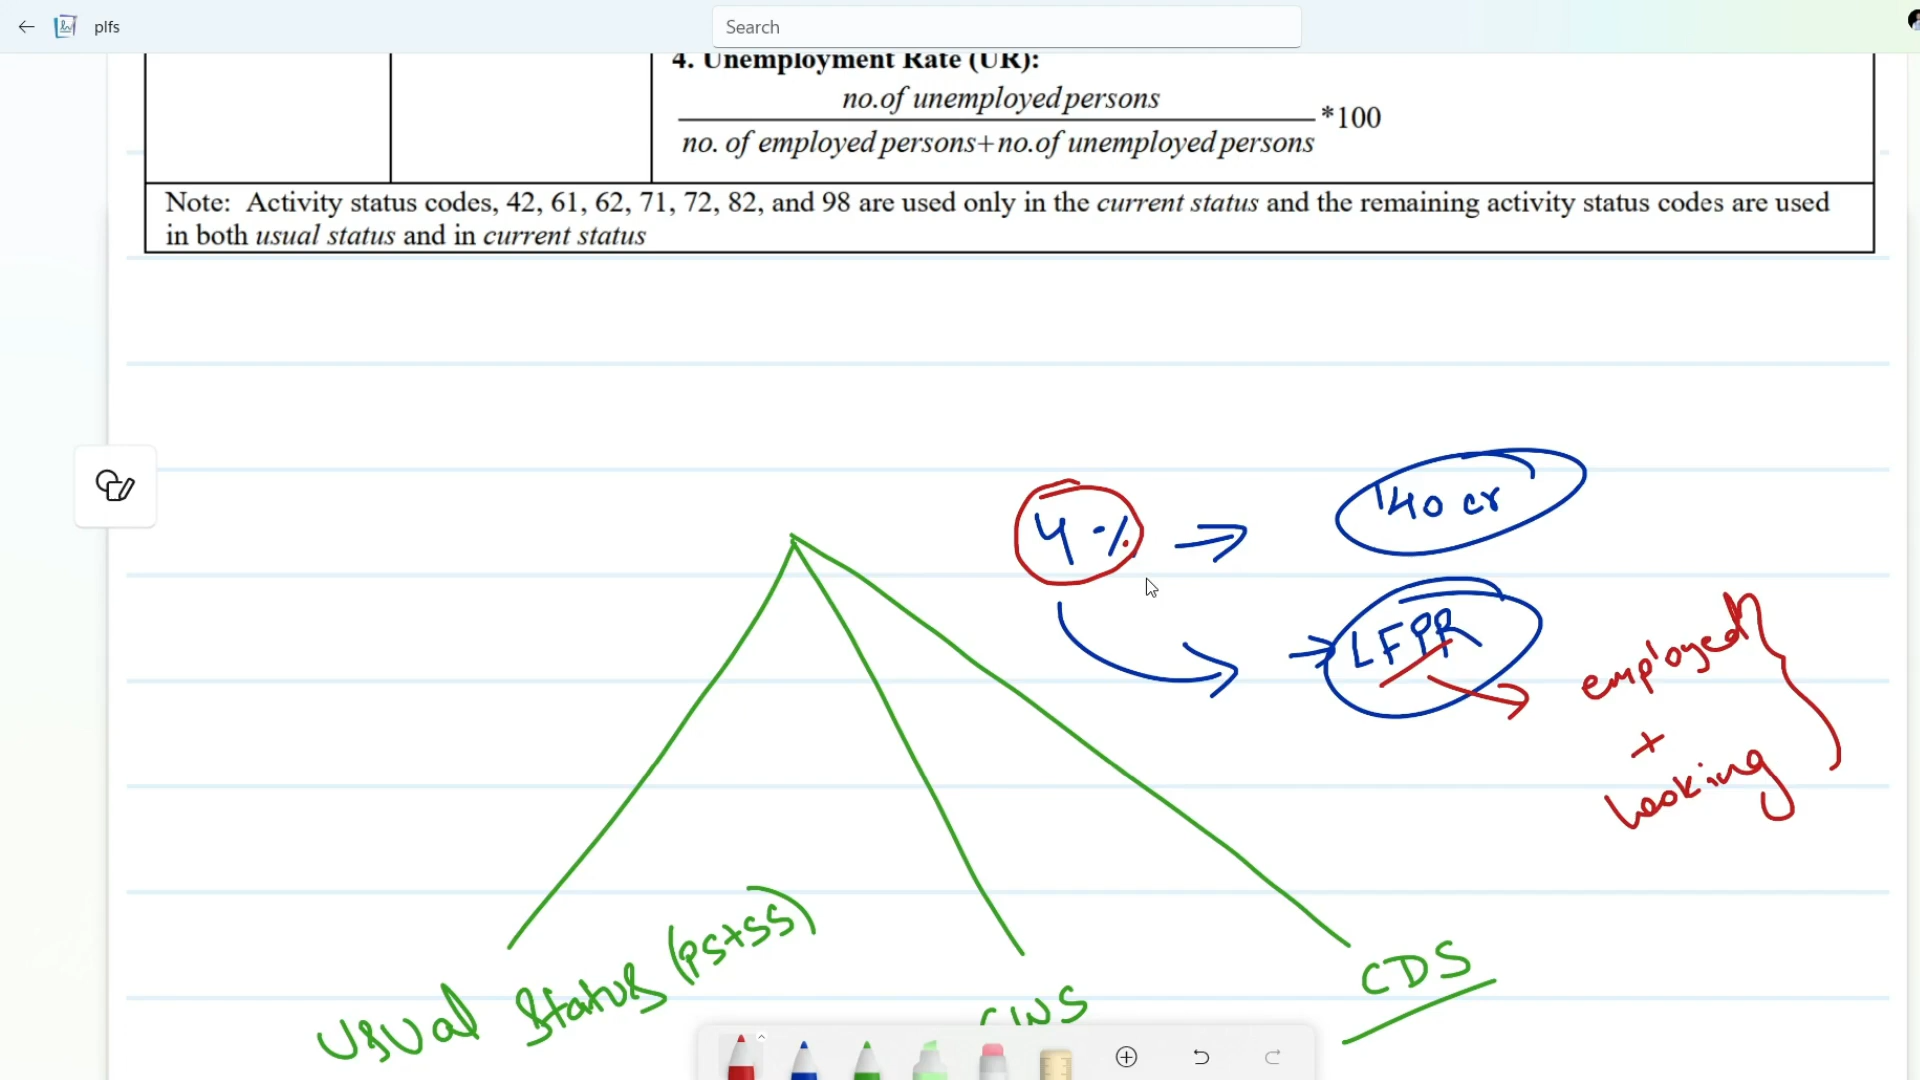 plfs
Search
4. Unemployment Rate (UR):
no.of unemployed persons
no. of employed persons+no.of unemployed persons
*100
Note: Activity status codes, 42, 61, 62, 71, 72, 82, and 98 are used only in the current status and the remaining activity status codes are used
in both usual status and in current status
4 % → 140 cr
→ LFPR
employed
+
looking
Usual Status (PS+SS)
CWS
CDS